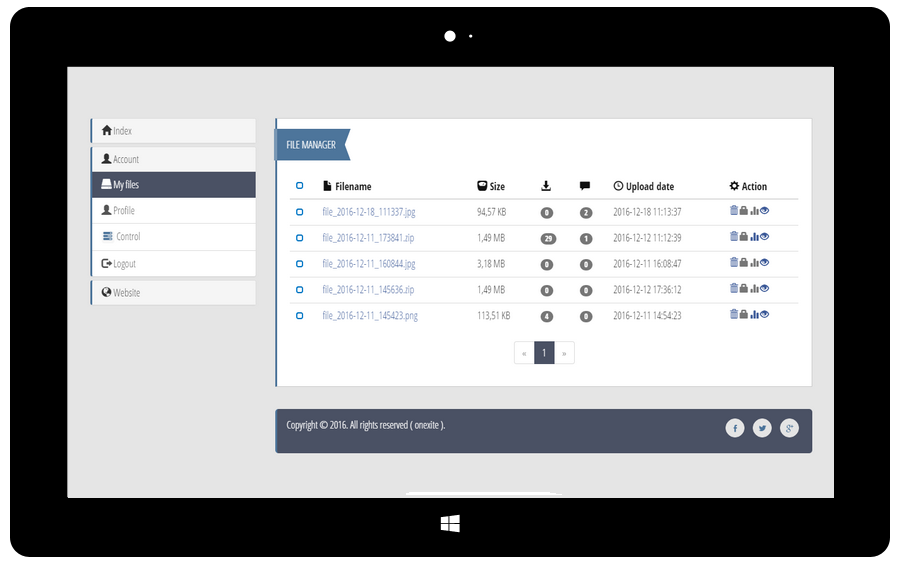 Index
Account
My files
Profile
Control
Logout
Website
FILE MANAGER
Filename Size Upload date Action
file_2016-12-18_111337.jpg 94,57 KB 0 2 2016-12-18 11:13:37
file_2016-12-11_173841.zip 1,49 MB 29 1 2016-12-12 11:12:39
file_2016-12-11_160844.jpg 3,18 MB 0 0 2016-12-11 16:08:47
file_2016-12-11_145636.zip 1,49 MB 0 0 2016-12-12 17:36:12
file_2016-12-11_145423.png 113,51 KB 4 0 2016-12-11 14:54:23
« 1 »
Copyright © 2016. All rights reserved ( onexite ).